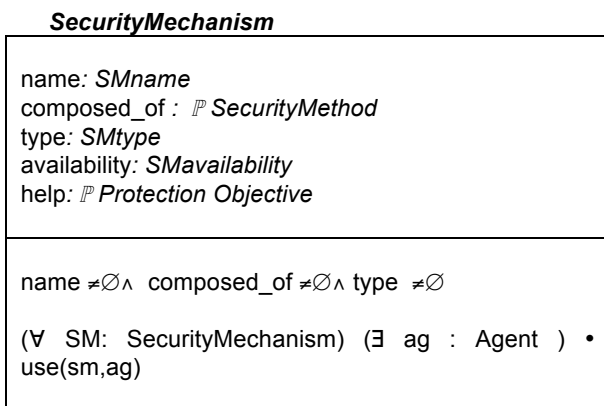 SecurityMechanism
name: SMname
composed_of : ℙ SecurityMethod
type: SMtype
availability: SMavailability
help: ℙ Protection Objective
name ≠∅∧ composed_of ≠∅∧ type ≠∅
(∀ SM: SecurityMechanism) (∃ ag : Agent ) •
use(sm,ag)